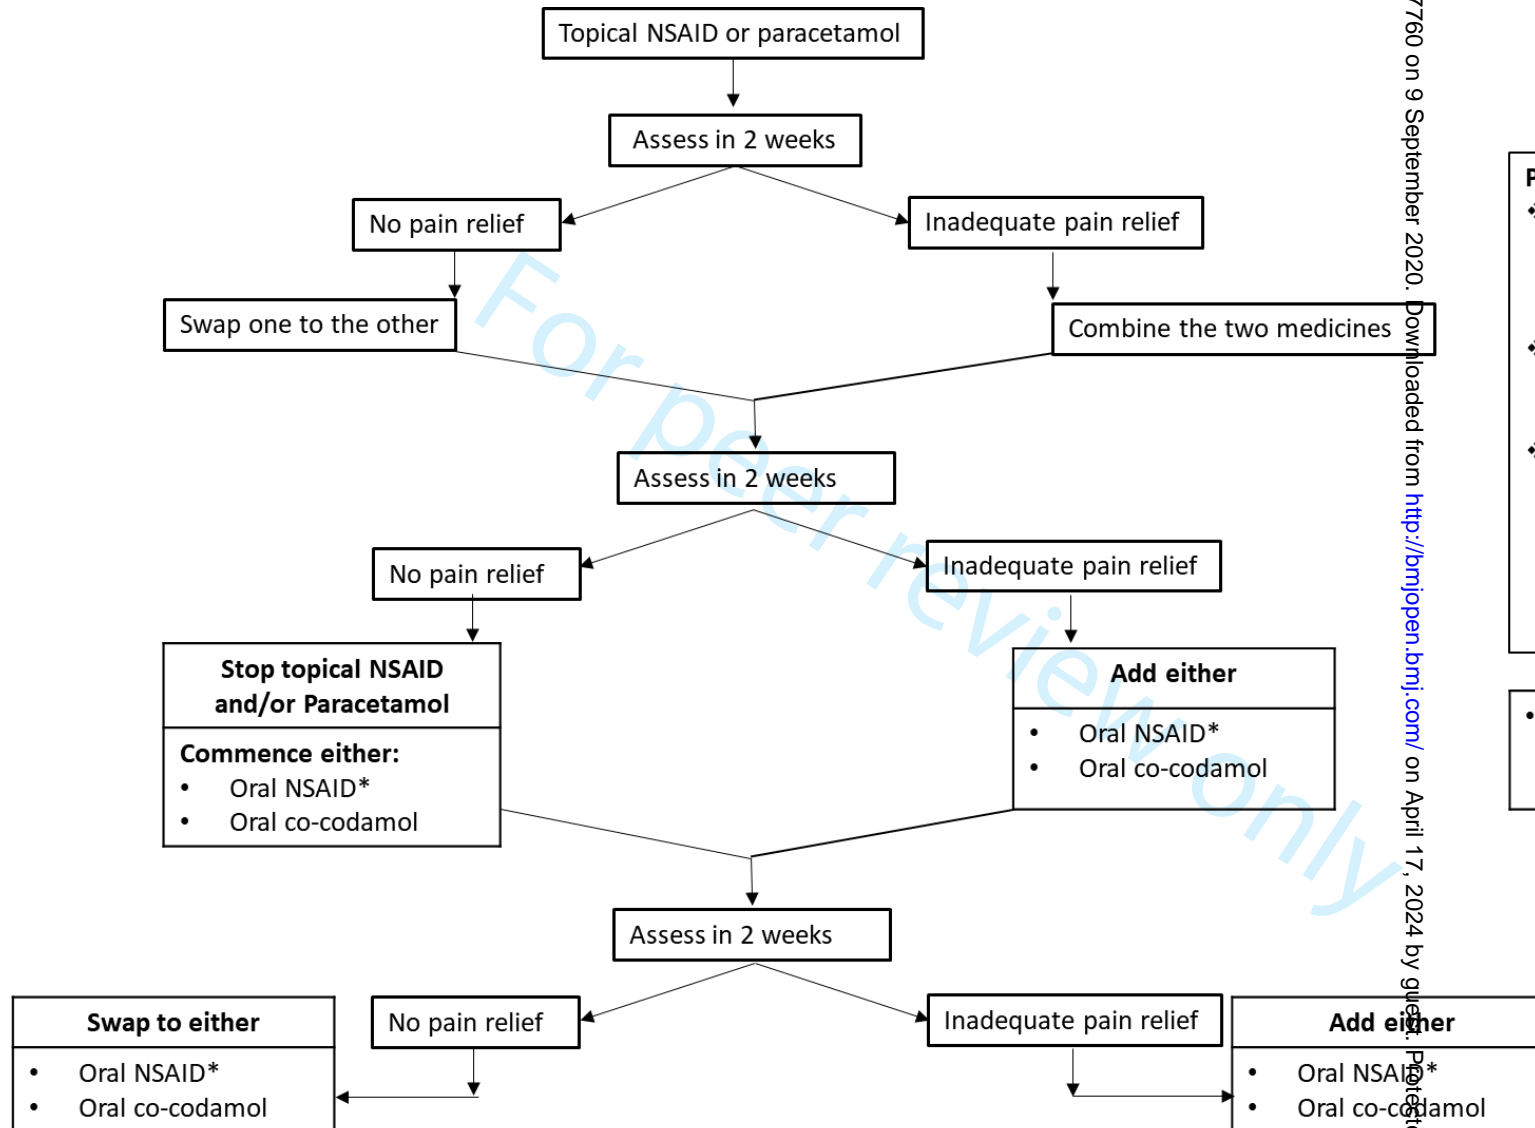 Topical NSAID or paracetamol
Assess in 2 weeks
No pain relief
Inadequate pain relief
Swap one to the other
Combine the two medicines
Assess in 2 weeks
No pain relief
Inadequate pain relief
Stop topical NSAID
and/or Paracetamol
Commence either:
• Oral NSAID*
• Oral co-codamol
Add either
• Oral NSAID*
• Oral co-codamol
Assess in 2 weeks
No pain relief
Inadequate pain relief
Swap to either
• Oral NSAID*
• Oral co-codamol
Add either
• Oral NSAID*
• Oral co-codamol
For peer review only
7760 on 9 September 2020. Downloaded from http://bmjopen.bmj.com/ on April 17, 2024 by guest.
P
•